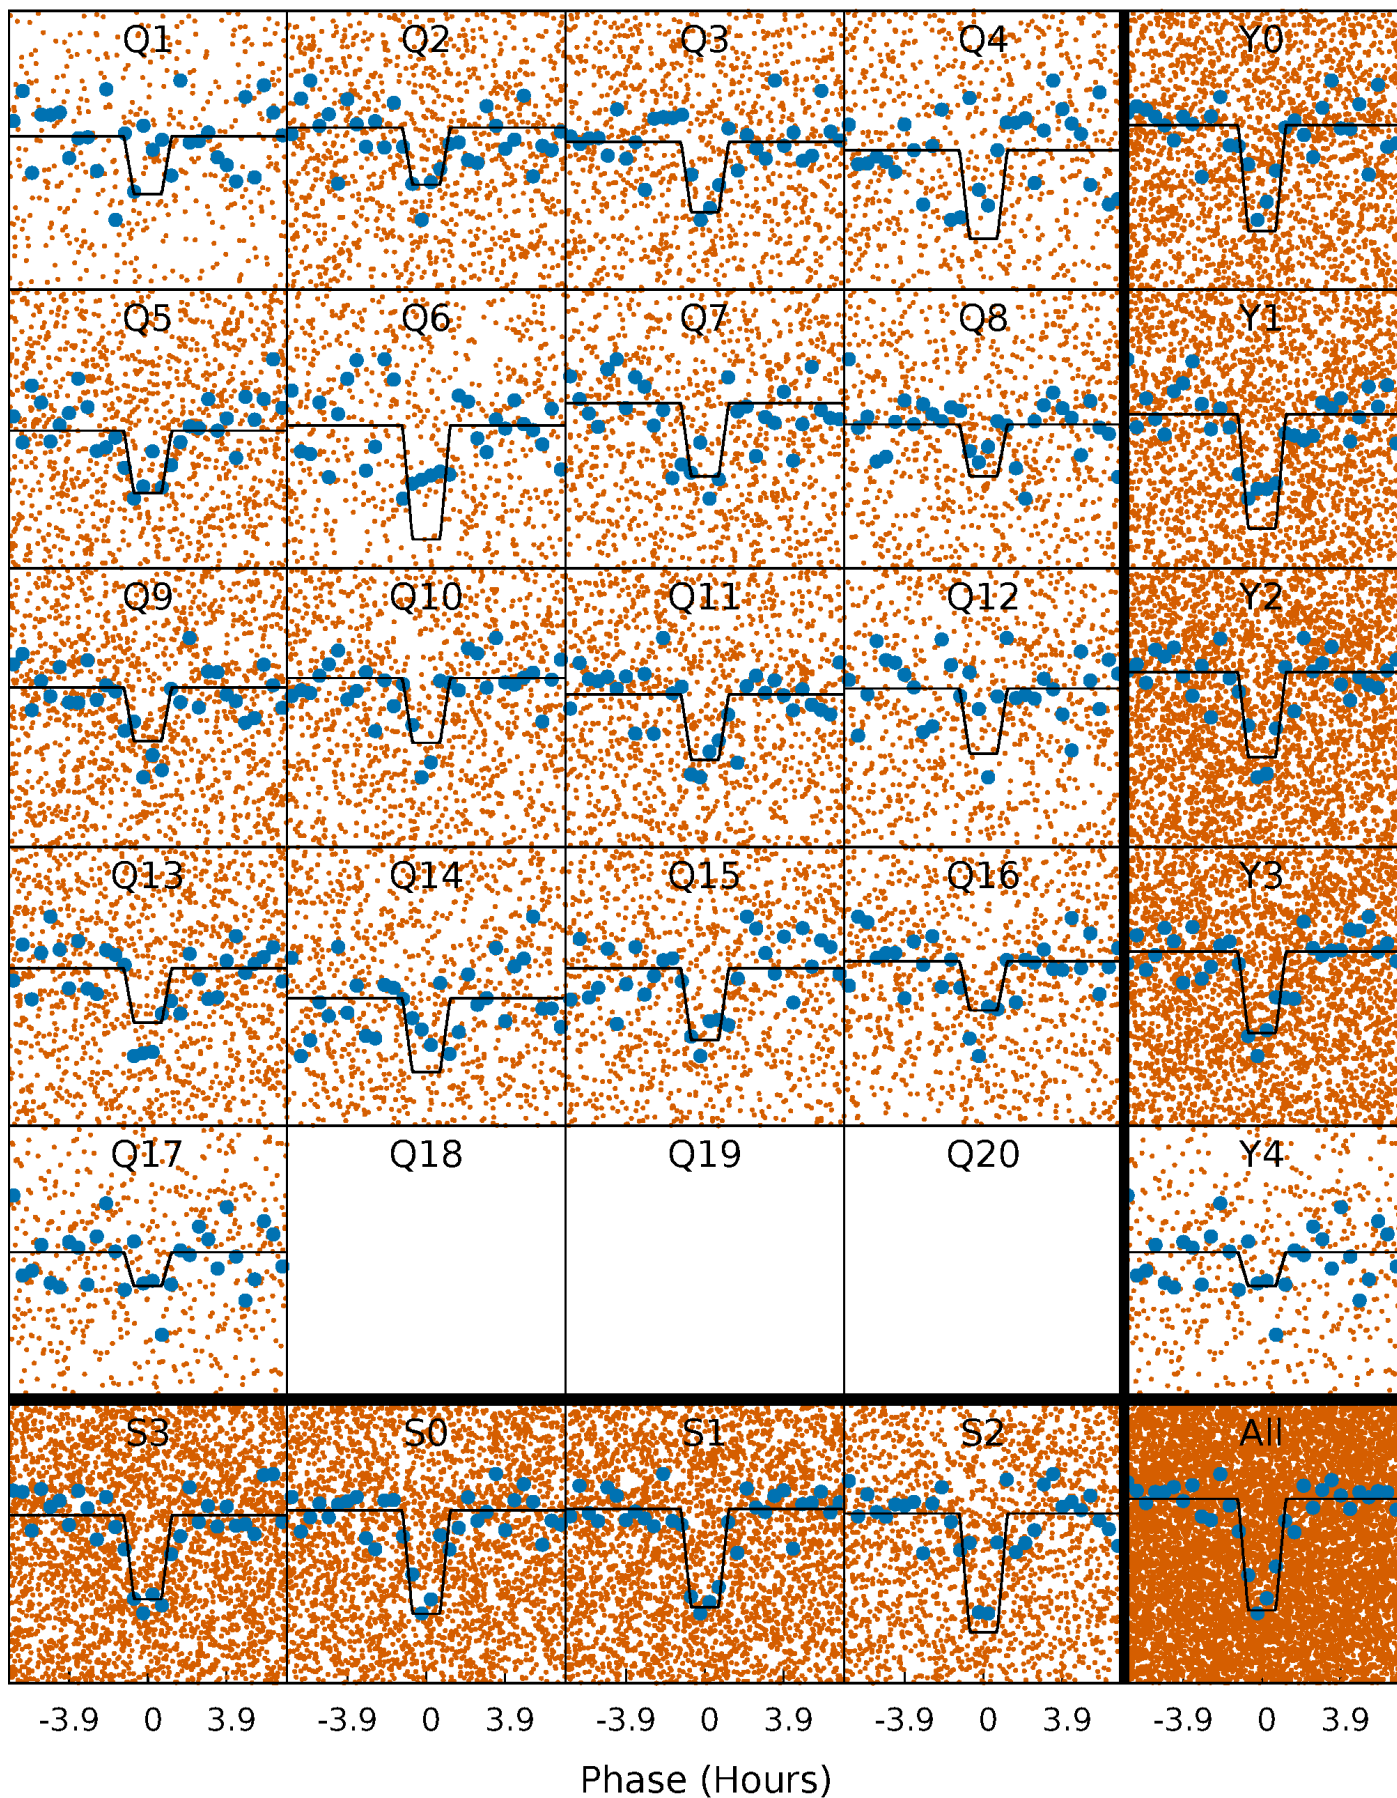 Q1 Q2 Q3 Q4 Y0
Q5 Q6 Q7 Q8 Y1
Q9 Q10 Q11 Q12 Y2
Q13 Q14 Q15 Q16 Y3
Q17 Q18 Q19 Q20 Y4
S3 S0 S1 S2 All
-3.9 0 3.9 -3.9 0 3.9 -3.9 0 3.9 -3.9 0 3.9 -3.9 0 3.9
Phase (Hours)